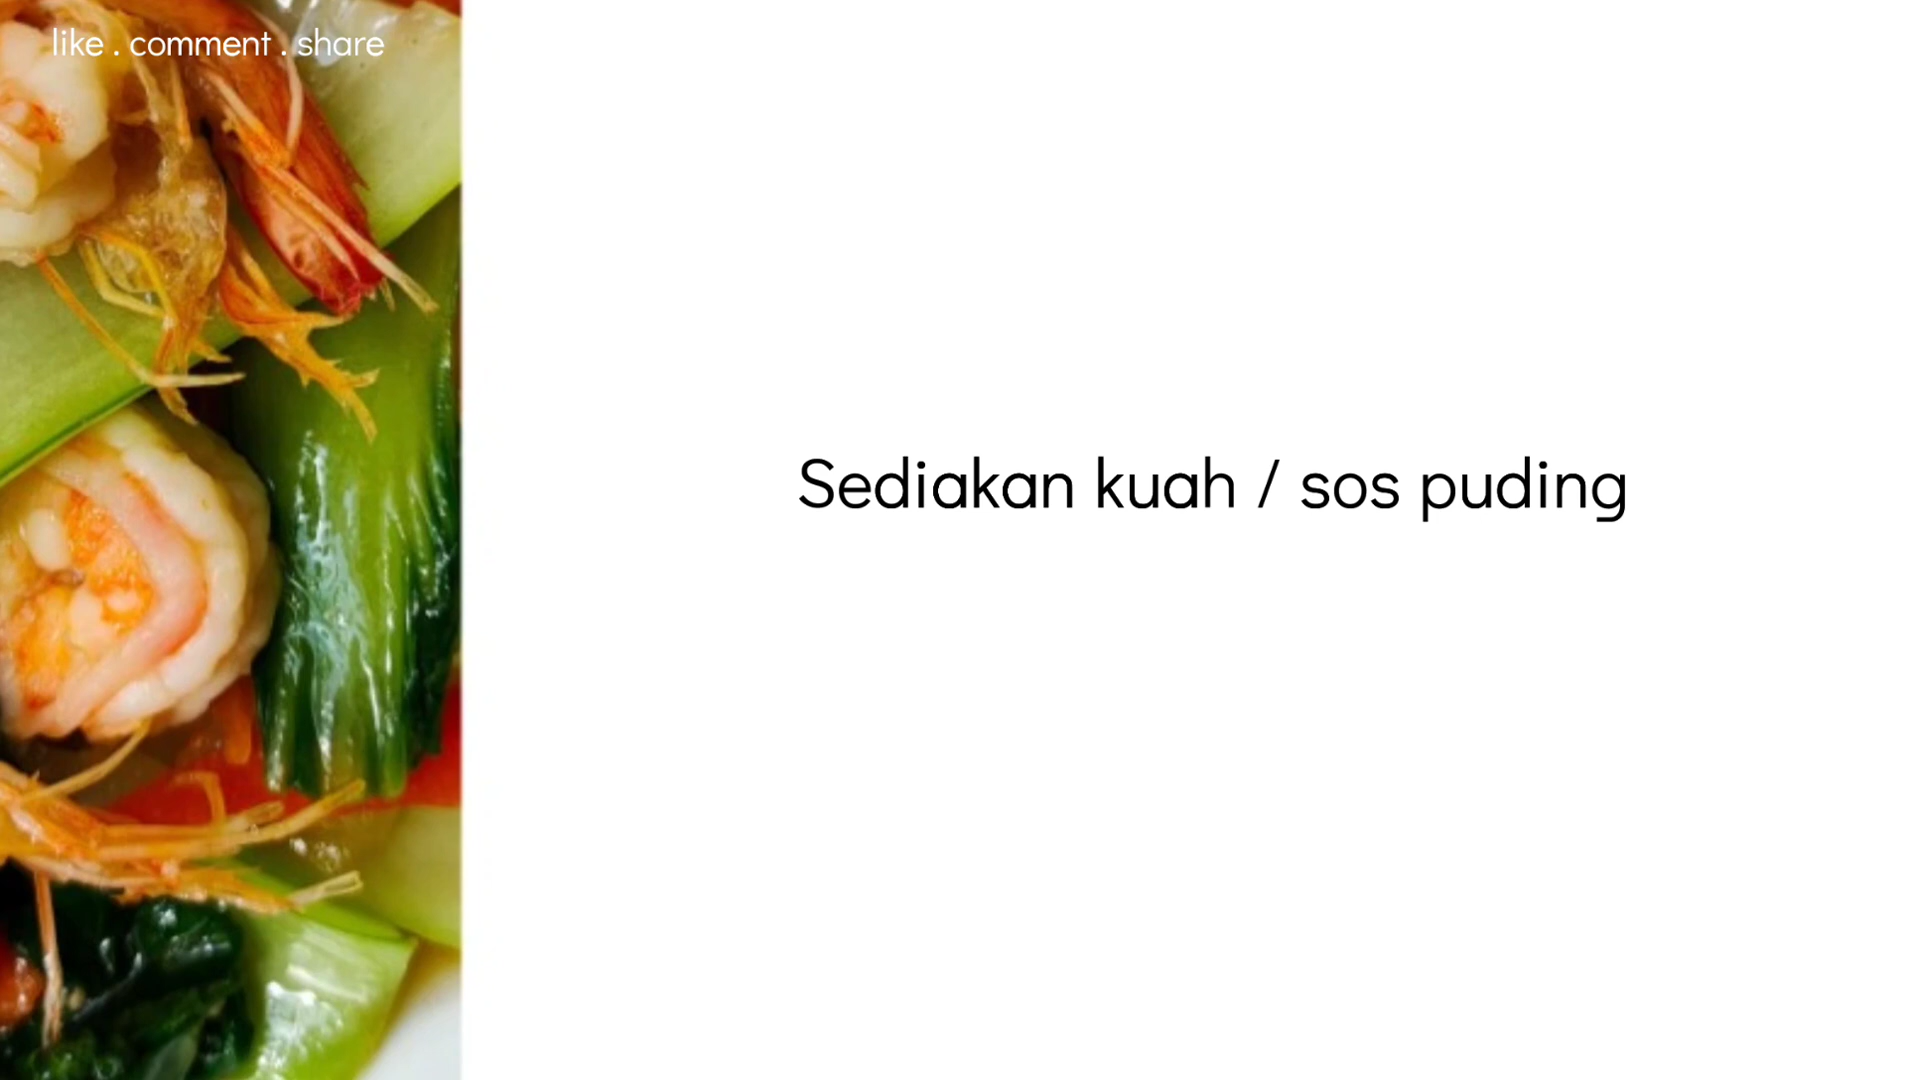 like . comment . share
Sediakan kuah / sos puding